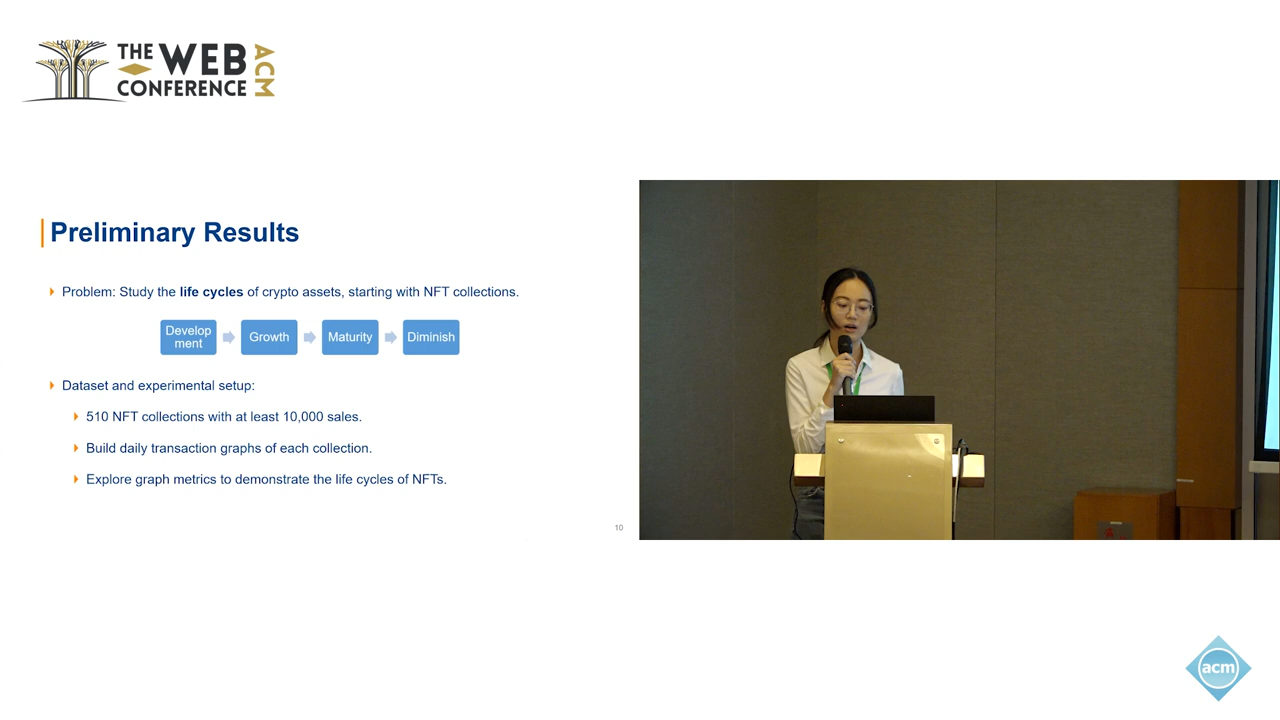 THE WEB
CONFERENCE
ACM
Preliminary Results
Problem: Study the life cycles of crypto assets, starting with NFT collections.
Develop
ment
Growth
Maturity
Diminish
Dataset and experimental setup:
510 NFT collections with at least 10,000 sales.
Build daily transaction graphs of each collection.
Explore graph metrics to demonstrate the life cycles of NFTs.
10
acm